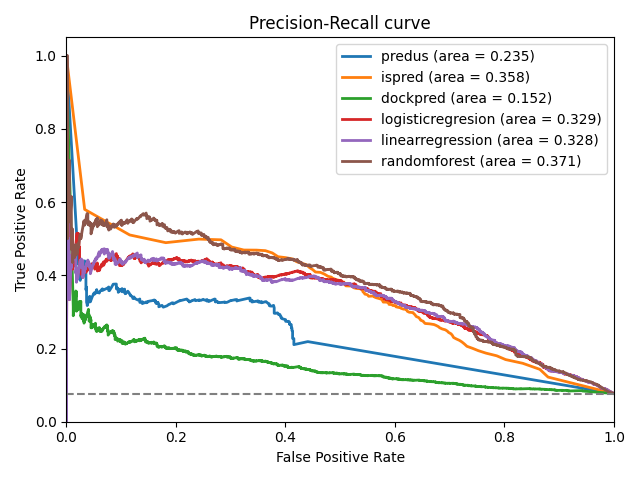 Precision-Recall curve
predus (area = 0.235)
ispred (area = 0.358)
dockpred (area = 0.152)
logisticregresion (area = 0.329)
linearregression (area = 0.328)
randomforest (area = 0.371)
True Positive Rate
1.0
0.8
0.6
0.4
0.2
0.0
0.0 0.2 0.4 0.6 0.8 1.0
False Positive Rate